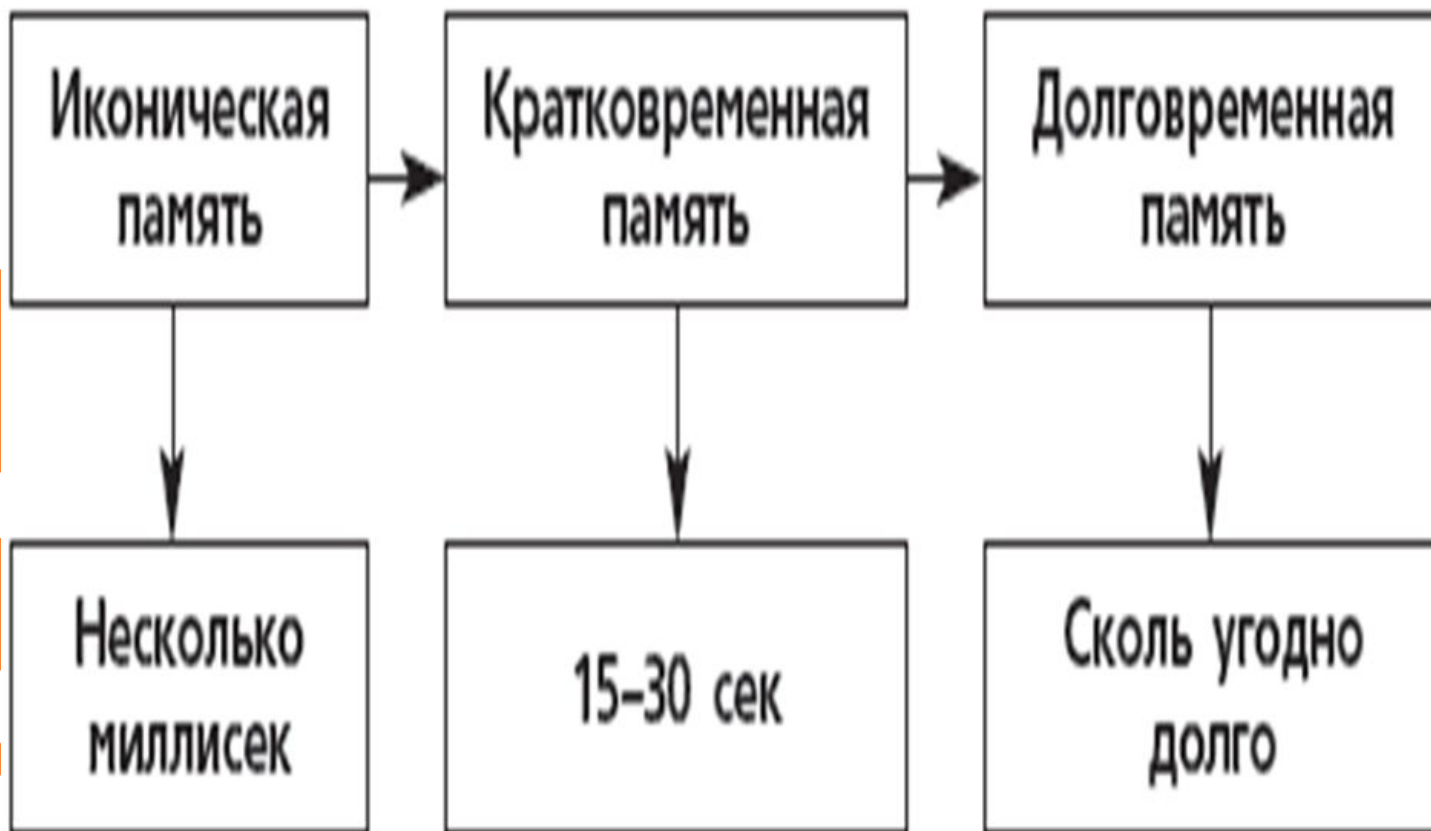 Иконическая
память
Кратковременная
память
Долговременная
память
Несколько
миллисек
15–30 сек
Сколь угодно
долго